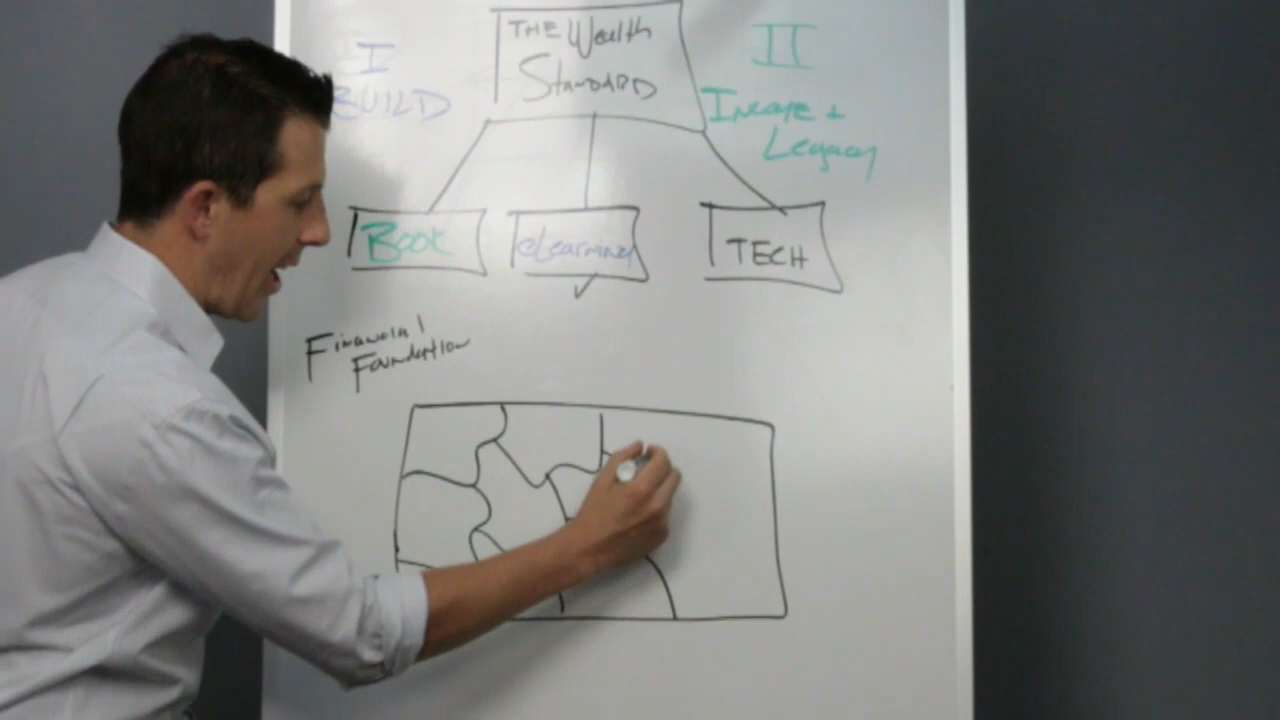 I
BUILD
THE Wealth
STANDARD
II
Income +
Legacy
Book
eLearning
TECH
Financial
Foundation